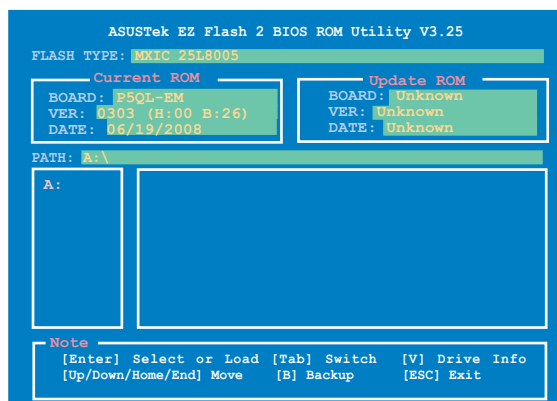 ASUSTek EZ Flash 2 BIOS ROM Utility V3.25
FLASH TYPE: MXIC 25L8005
Current ROM
BOARD: P5QL-EM
VER: 0303 (H:00 B:26)
DATE: 06/19/2008
Update ROM
BOARD: Unknown
VER: Unknown
DATE: Unknown
PATH: A:\
A:
Note
[Enter] Select or Load [Tab] Switch [V] Drive Info
[Up/Down/Home/End] Move [B] Backup [ESC] Exit